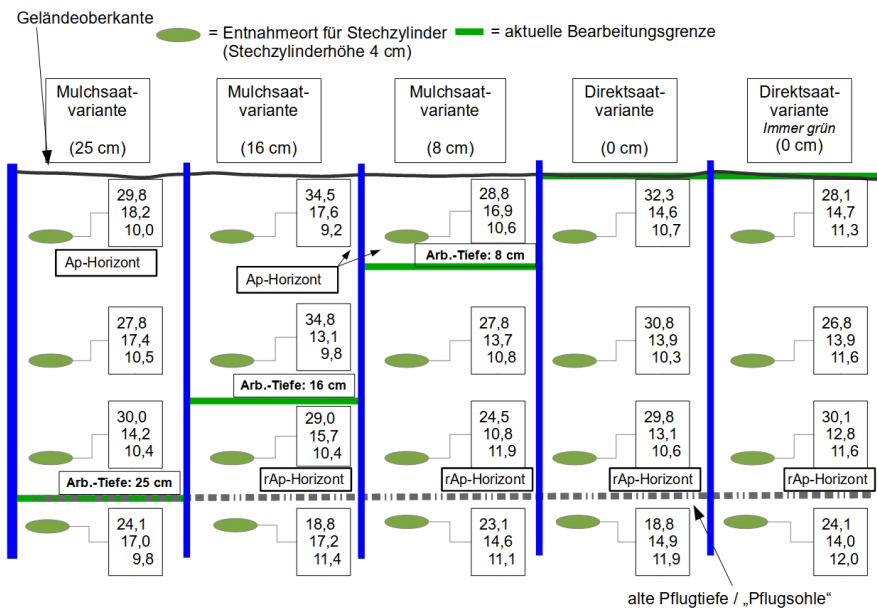 Geländeoberkante
= Entnahmeort für Stechzylinder
(Stechzylinderhöhe 4 cm)
= aktuelle Bearbeitungsgrenze
Mulchsaat-
variante
(25 cm)
Mulchsaat-
variante
(16 cm)
Mulchsaat-
variante
(8 cm)
Direktsaat-
variante
(0 cm)
Direktsaat-
variante
Immer grün
(0 cm)
29,8
18,2
10,0
34,5
17,6
9,2
28,8
16,9
10,6
32,3
14,6
10,7
28,1
14,7
11,3
Ap-Horizont
Ap-Horizont
Arb.-Tiefe: 8 cm
27,8
17,4
10,5
34,8
13,1
9,8
27,8
13,7
10,8
30,8
13,9
10,3
26,8
13,9
11,6
Arb.-Tiefe: 16 cm
30,0
14,2
10,4
29,0
15,7
10,4
24,5
10,8
11,9
29,8
13,1
10,6
30,1
12,8
11,6
Arb.-Tiefe: 25 cm
rAp-Horizont
rAp-Horizont
rAp-Horizont
rAp-Horizont
24,1
17,0
9,8
18,8
17,2
11,4
23,1
14,6
11,1
18,8
14,9
11,9
24,1
14,0
12,0
alte Pflugtiefe / „Pflugsohle“